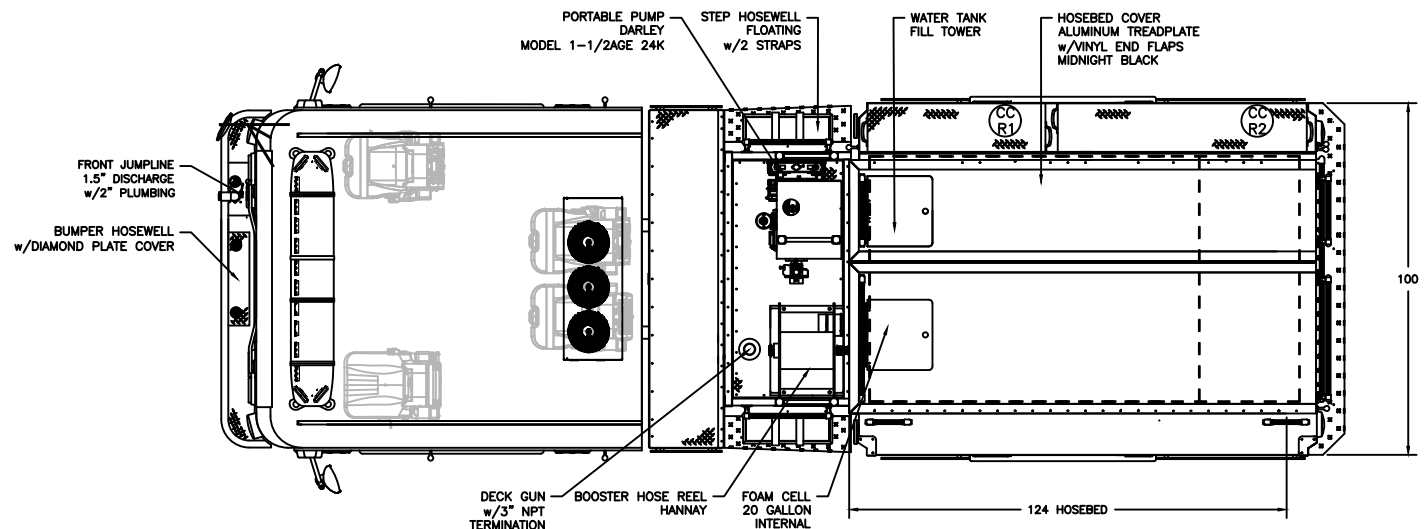 PORTABLE PUMP
DARLEY
MODEL 1-1/2AGE 24K
STEP HOSEWELL
FLOATING
w/2 STRAPS
WATER TANK
FILL TOWER
HOSEBED COVER
ALUMINUM TREADPLATE
w/VINYL END FLAPS
MIDNIGHT BLACK
CC
R1
CC
R2
FRONT JUMPLINE
1.5" DISCHARGE
w/2" PLUMBING
BUMPER HOSEWELL
w/DIAMOND PLATE COVER
100
DECK GUN
w/3" NPT
TERMINATION
BOOSTER HOSE REEL
HANNAY
FOAM CELL
20 GALLON
INTERNAL
124 HOSEBED